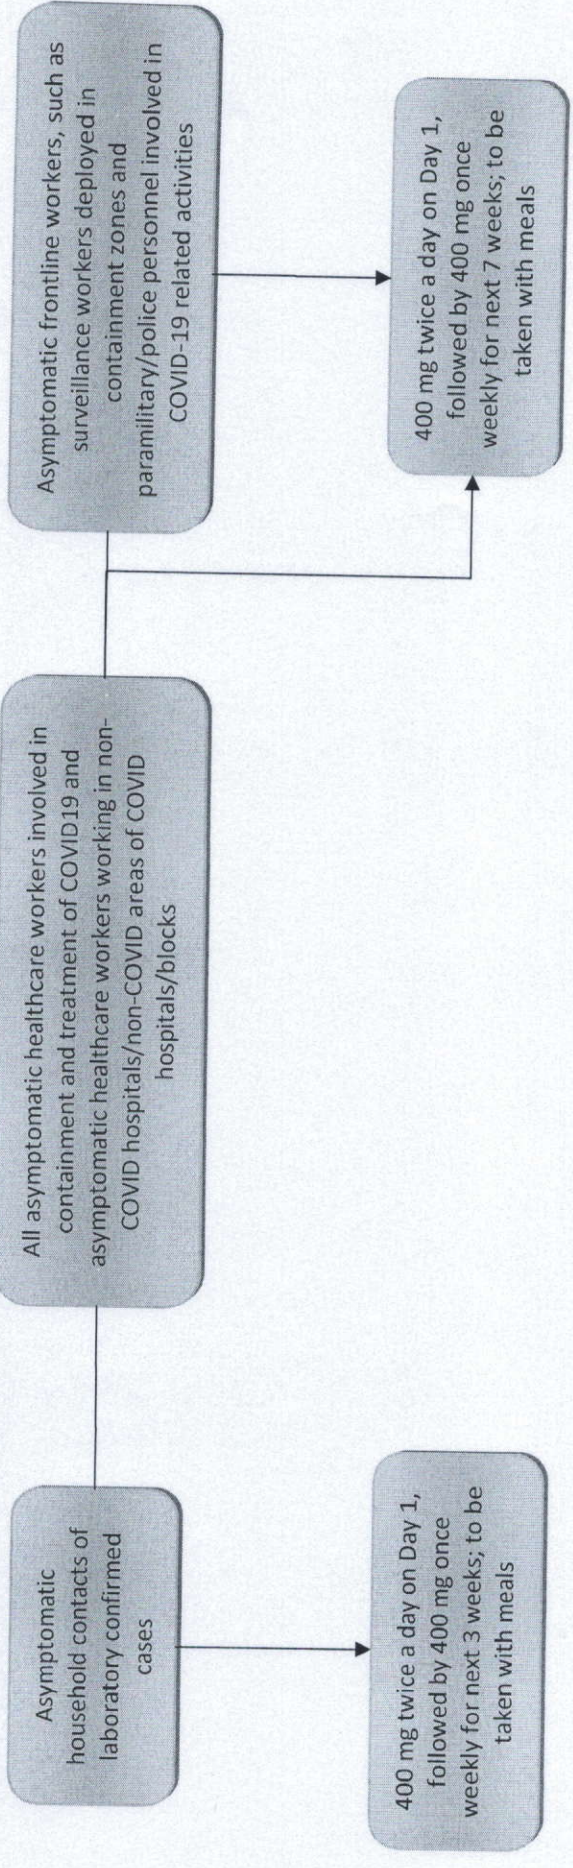 Asymptomatic
household contacts of
laboratory confirmed
cases
All asymptomatic healthcare workers involved in
containment and treatment of COVID19 and
asymptomatic healthcare workers working in non-
COVID hospitals/non-COVID areas of COVID
hospitals/blocks
Asymptomatic frontline workers, such as
surveillance workers deployed in
containment zones and
paramilitary/police personnel involved in
COVID-19 related activities
400 mg twice a day on Day 1,
followed by 400 mg once
weekly for next 3 weeks; to be
taken with meals
400 mg twice a day on Day 1,
followed by 400 mg once
weekly for next 7 weeks; to be
taken with meals